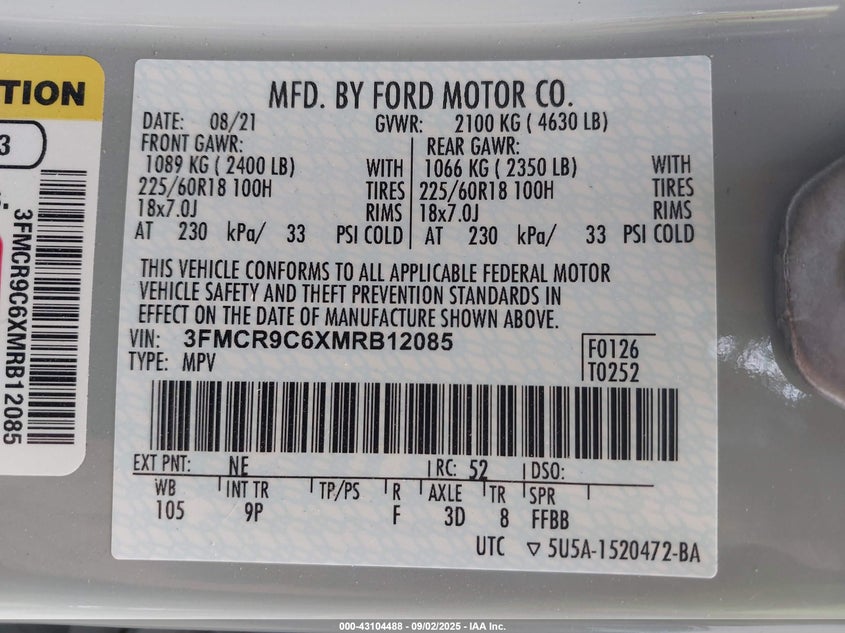 TION
3
3FMCR9C6XMRB12085
MFD. BY FORD MOTOR CO.
DATE: 08/21 GVWR: 2100 KG ( 4630 LB)
FRONT GAWR: REAR GAWR:
1089 KG ( 2400 LB) WITH 1066 KG ( 2350 LB) WITH
225/60R18 100H TIRES 225/60R18 100H TIRES
18x7.0J RIMS 18x7.0J RIMS
AT 230 kPa/ 33 PSI COLD AT 230 kPa/ 33 PSI COLD
THIS VEHICLE CONFORMS TO ALL APPLICABLE FEDERAL MOTOR
VEHICLE SAFETY AND THEFT PREVENTION STANDARDS IN
EFFECT ON THE DATE OF MANUFACTURE SHOWN ABOVE.
VIN: 3FMCR9C6XMRB12085
TYPE: MPV
F0126
T0252
EXT PNT: NE RC: 52 DSO:
WB INT TR TP/PS R AXLE TR SPR
105 9P F 3D 8 FFBB
UTC ▽ 5U5A-1520472-BA
000-43104488 - 09/02/2025 - IAA Inc.